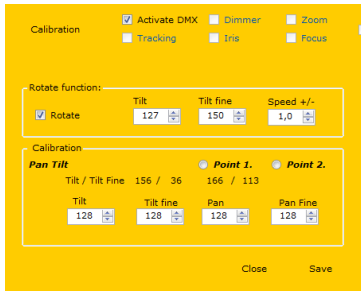 Calibration Activate DMX Dimmer Zoom
Tracking Iris Focus
Rotate function:
Tilt Tilt fine Speed +/-
Rotate 127 150 1,0
Calibration
Pan Tilt Point 1. Point 2.
Tilt / Tilt Fine 156 / 36 166 / 113
Tilt Tilt fine Pan Pan Fine
128 128 128 128
Close Save